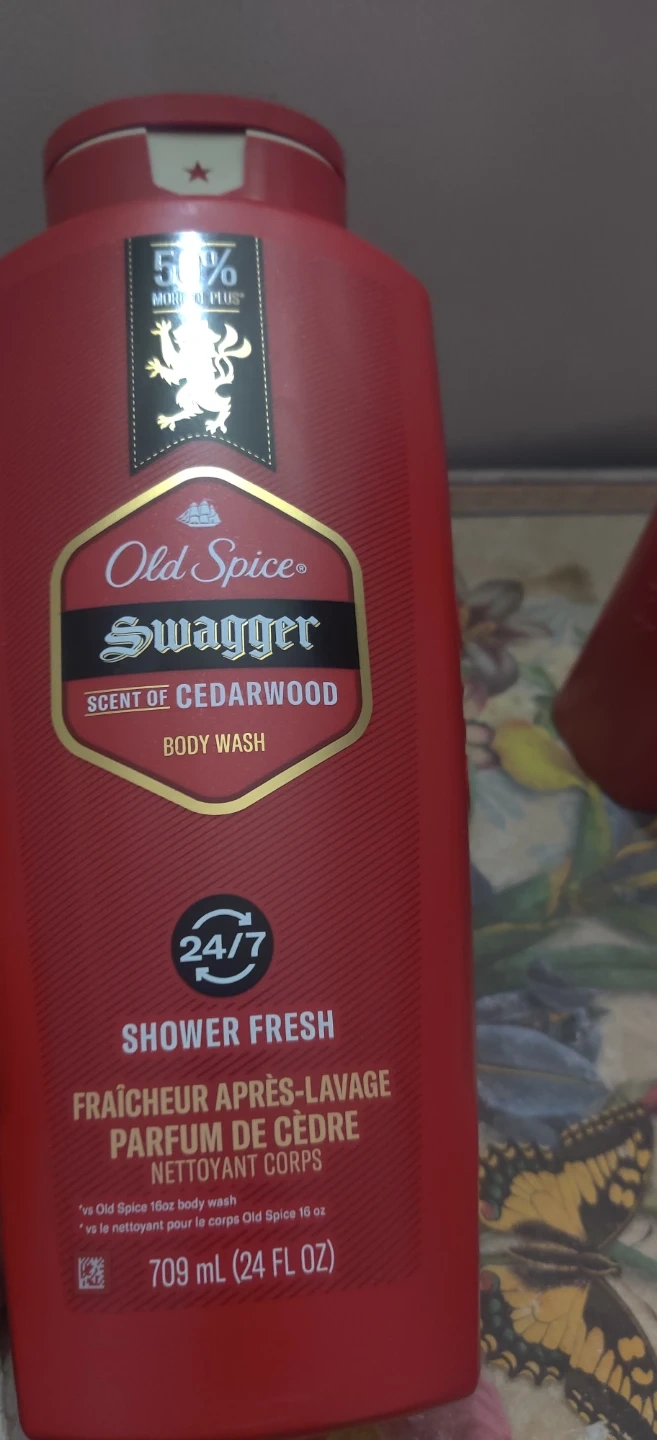 50%
MORE DE PLUS*
Old Spice®
Swagger
SCENT OF CEDARWOOD
BODY WASH
24/7
SHOWER FRESH
FRAÎCHEUR APRÈS-LAVAGE
PARFUM DE CÈDRE
NETTOYANT CORPS
*vs Old Spice 16oz body wash
* vs le nettoyant pour le corps Old Spice 16 oz
709 mL (24 FL OZ)